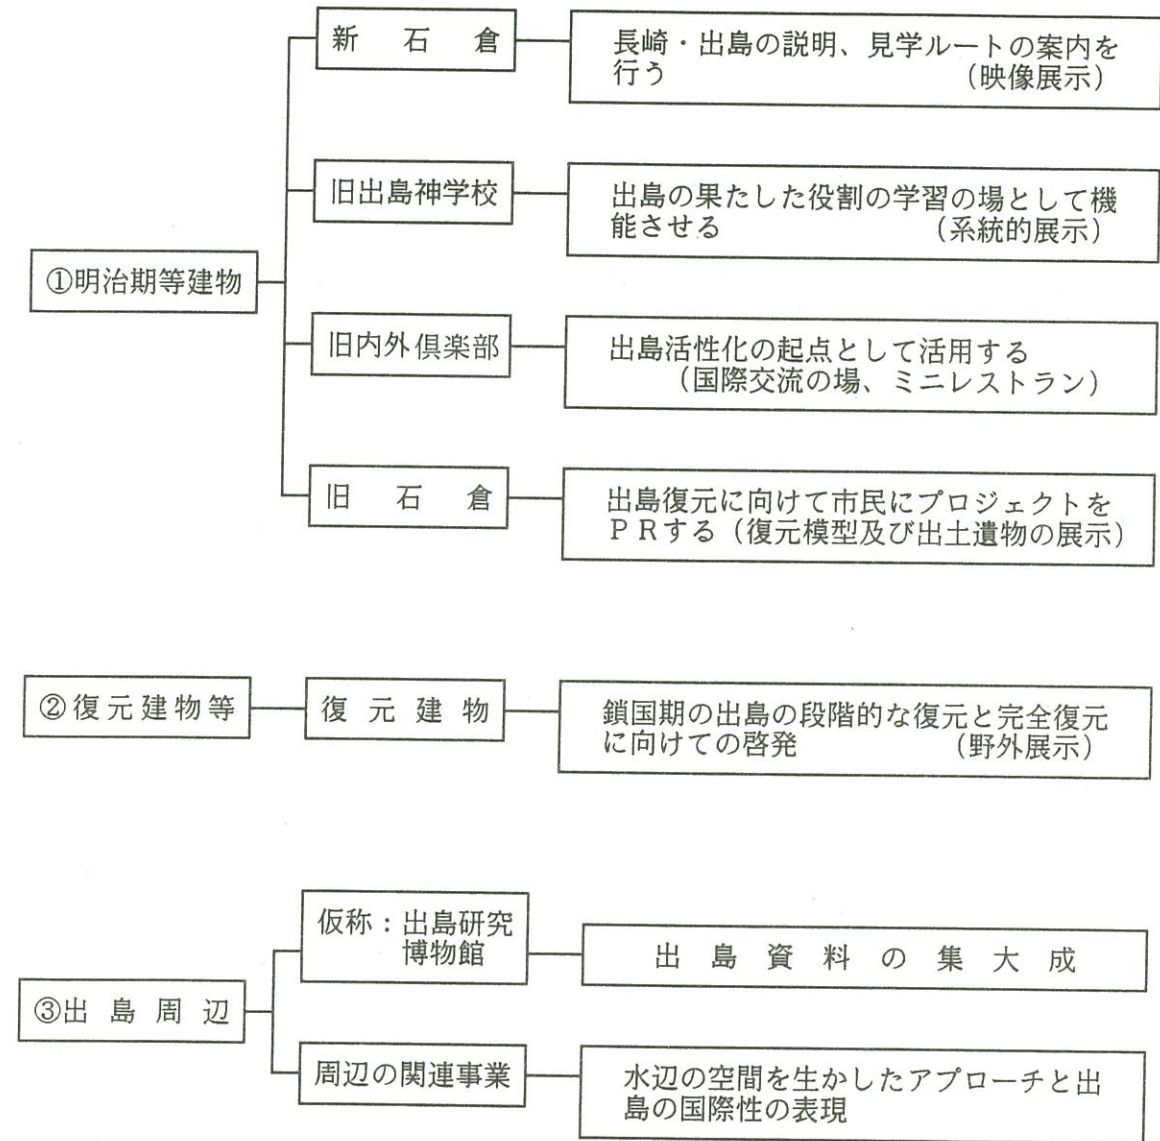 新石倉
長崎・出島の説明、見学ルートの案内を
行う（映像展示）
旧出島神学校
出島の果たした役割の学習の場として機
能させる（系統的展示）
①明治期等建物
旧内外倶楽部
出島活性化の起点として活用する
（国際交流の場、ミニレストラン）
旧石倉
出島復元に向けて市民にプロジェクトを
ＰＲする（復元模型及び出土遺物の展示）
②復元建物等
復元建物
鎖国期の出島の段階的な復元と完全復元
に向けての啓発（野外展示）
仮称：出島研究
博物館
出島資料の集大成
③出島周辺
周辺の関連事業
水辺の空間を生かしたアプローチと出
島の国際性の表現